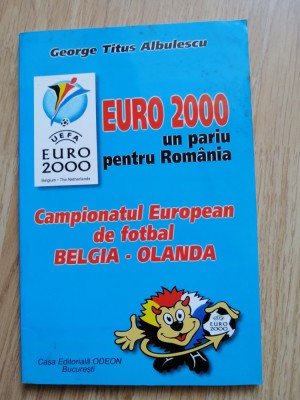 George Titus Albulescu
EURO 2000
un pariu
pentru România
UEFA
EURO
2000
Belgium - The Netherlands
Campionatul European
de fotbal
BELGIA - OLANDA
EURO
2000
Casa Editorială ODEON
Bucureşti